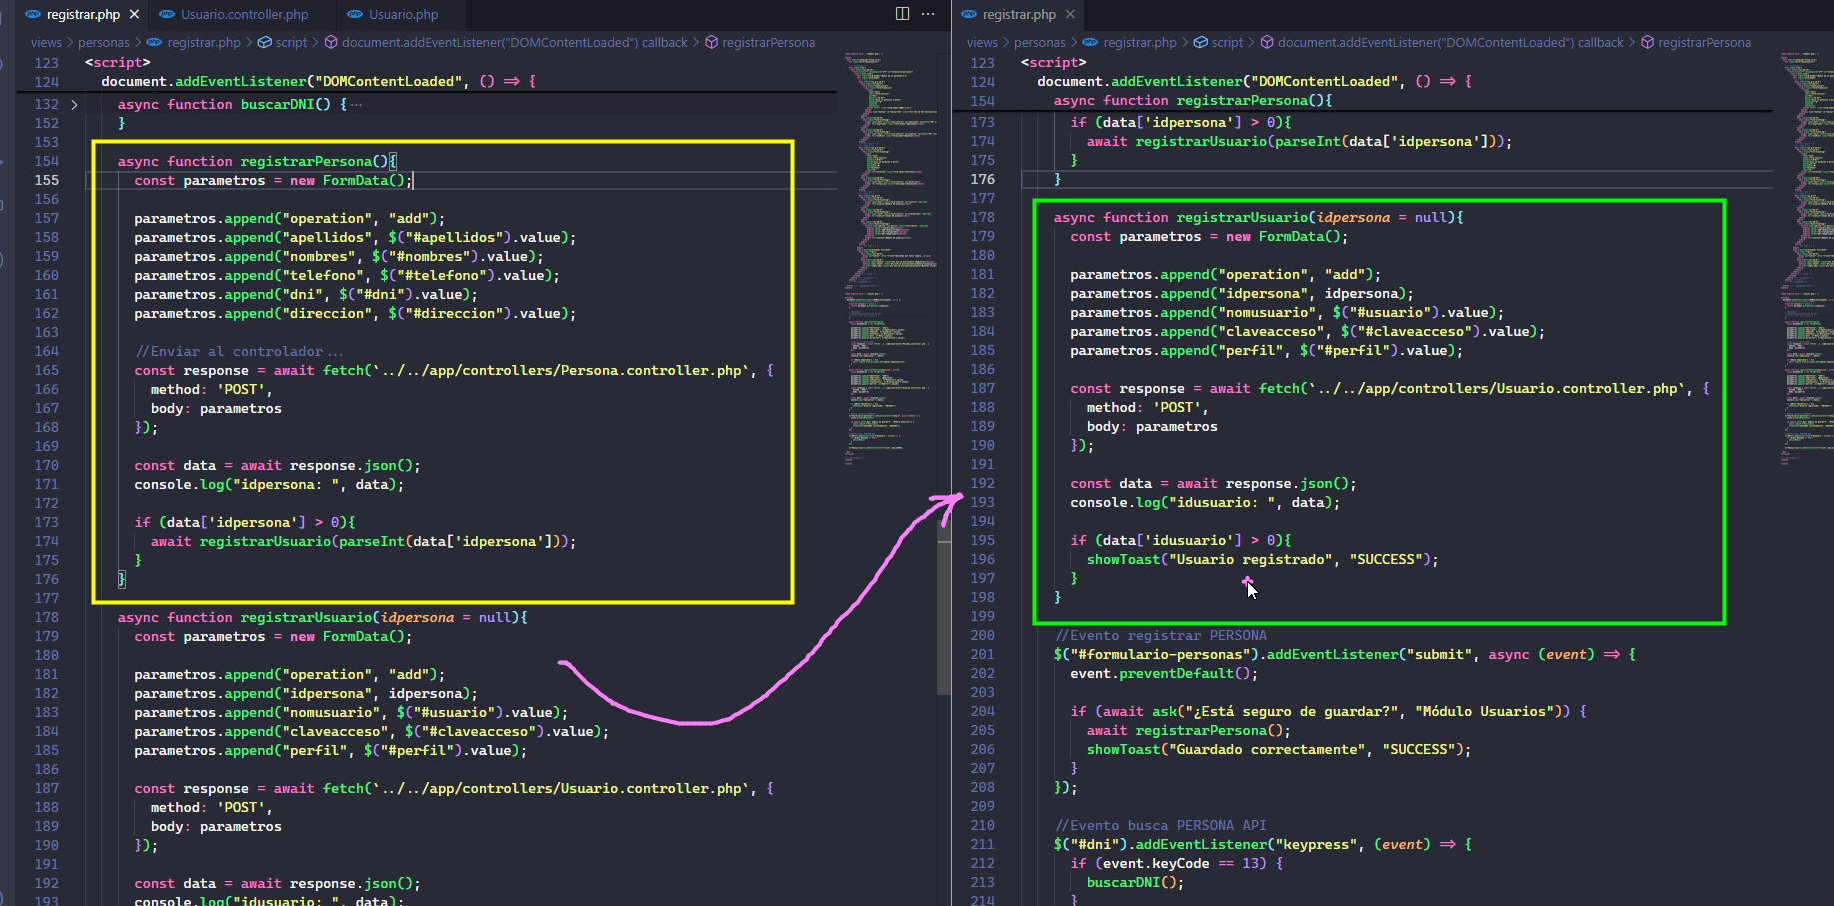 registrar.php
Usuario.controller.php
Usuario.php
views > personas > registrar.php > script > document.addEventListener("DOMContentLoaded") callback > registrarPersona
123 <script>
124 document.addEventListener("DOMContentLoaded", () => {
132 > async function buscarDNI() { ...
152 }
153
154 async function registrarPersona(){
155 const parametros = new FormData();
156
157 parametros.append("operation", "add");
158 parametros.append("apellidos", $("#apellidos").value);
159 parametros.append("nombres", $("#nombres").value);
160 parametros.append("telefono", $("#telefono").value);
161 parametros.append("dni", $("#dni").value);
162 parametros.append("direccion", $("#direccion").value);
163
164 //Enviar al controlador...
165 const response = await fetch(`../../app/controllers/Persona.controller.php`, {
166 method: 'POST',
167 body: parametros
168 });
169
170 const data = await response.json();
171 console.log("idpersona: ", data);
172
173 if (data['idpersona'] > 0){
174 await registrarUsuario(parseInt(data['idpersona']));
175 }
176 }
177
178 async function registrarUsuario(idpersona = null){
179 const parametros = new FormData();
180
181 parametros.append("operation", "add");
182 parametros.append("idpersona", idpersona);
183 parametros.append("nomusuario", $("#usuario").value);
184 parametros.append("claveacceso", $("#claveacceso").value);
185 parametros.append("perfil", $("#perfil").value);
186
187 const response = await fetch(`../../app/controllers/Usuario.controller.php`, {
188 method: 'POST',
189 body: parametros
190 });
191
192 const data = await response.json();
193 console.log("idusuario: ", data);
registrar.php
views > personas > registrar.php > script > document.addEventListener("DOMContentLoaded") callback > registrarPersona
123 <script>
124 document.addEventListener("DOMContentLoaded", () => {
154 async function registrarPersona(){
173 if (data['idpersona'] > 0){
174 await registrarUsuario(parseInt(data['idpersona']));
175 }
176 }
177
178 async function registrarUsuario(idpersona = null){
179 const parametros = new FormData();
180
181 parametros.append("operation", "add");
182 parametros.append("idpersona", idpersona);
183 parametros.append("nomusuario", $("#usuario").value);
184 parametros.append("claveacceso", $("#claveacceso").value);
185 parametros.append("perfil", $("#perfil").value);
186
187 const response = await fetch(`../../app/controllers/Usuario.controller.php`, {
188 method: 'POST',
189 body: parametros
190 });
191
192 const data = await response.json();
193 console.log("idusuario: ", data);
194
195 if (data['idusuario'] > 0){
196 showToast("Usuario registrado", "SUCCESS");
197 }
198 }
199
200 //Evento registrar PERSONA
201 $("#formulario-personas").addEventListener("submit", async (event) => {
202 event.preventDefault();
203
204 if (await ask("¿Está seguro de guardar?", "Módulo Usuarios")) {
205 await registrarPersona();
206 showToast("Guardado correctamente", "SUCCESS");
207 }
208 });
209
210 //Evento busca PERSONA API
211 $("#dni").addEventListener("keypress", (event) => {
212 if (event.keyCode == 13) {
213 buscarDNI();
214 }